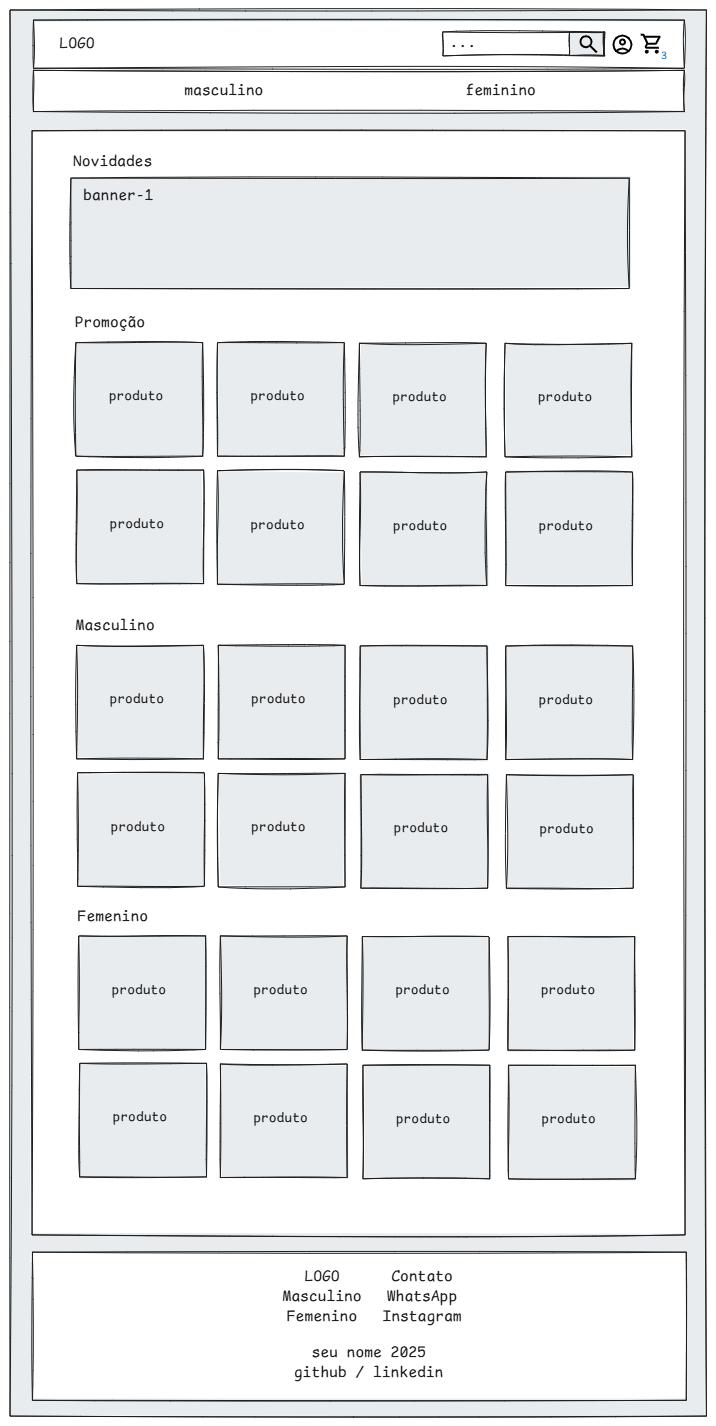 LOGO
...
3
masculino feminino
Novidades
banner-1
Promoção
produto produto produto produto
produto produto produto produto
Masculino
produto produto produto produto
produto produto produto produto
Femenino
produto produto produto produto
produto produto produto produto
LOGO Contato
Masculino WhatsApp
Femenino Instagram
seu nome 2025
github / linkedin